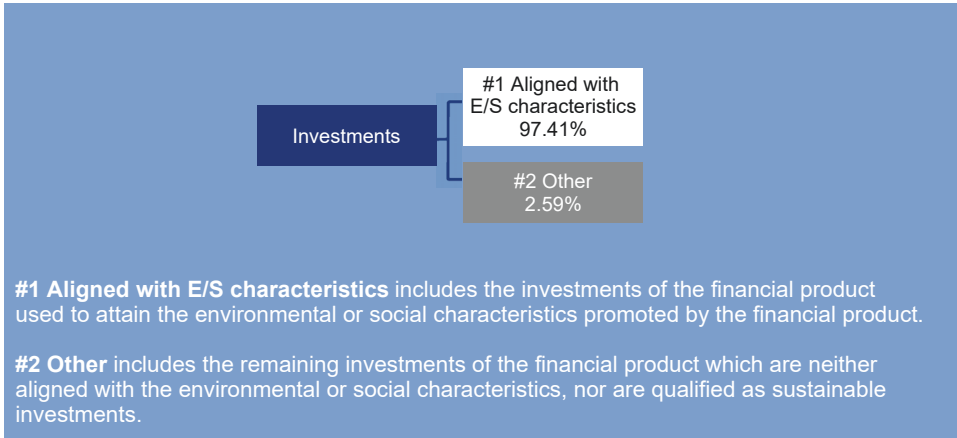 Investments
#1 Aligned with
E/S characteristics
97.41%
#2 Other
2.59%
#1 Aligned with E/S characteristics includes the investments of the financial product
used to attain the environmental or social characteristics promoted by the financial product.
#2 Other includes the remaining investments of the financial product which are neither
aligned with the environmental or social characteristics, nor are qualified as sustainable
investments.